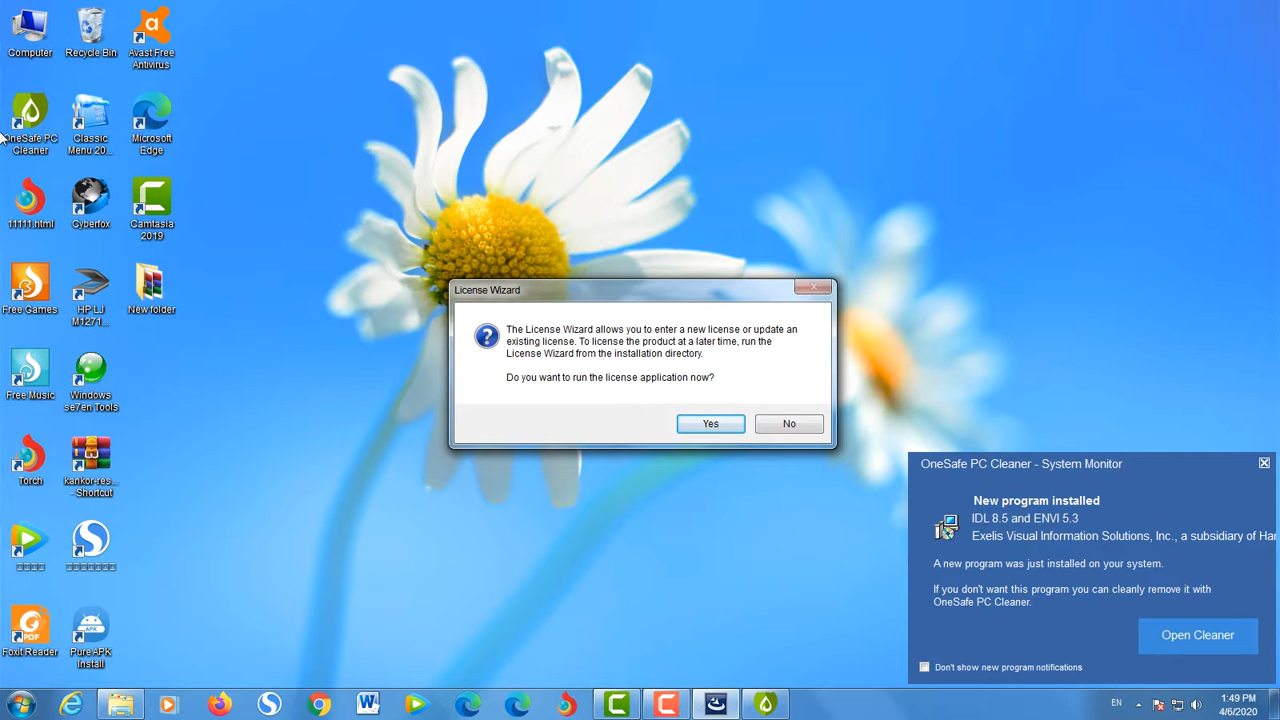 Computer
Recycle Bin
Avast Free
Antivirus
OneSafe PC
Cleaner
Classic
Menu 20...
Microsoft
Edge
11111.html
Cyberfox
Camtasia
2019
Free Games
HP LJ
M1271...
New folder
Free Music
Windows
se7en Tools
Torch
kankor-res...
- Shortcut
Foxit Reader
PDF
Pure APK
Install
APK
License Wizard
The License Wizard allows you to enter a new license or update an
existing license. To license the product at a later time, run the
License Wizard from the installation directory.
Do you want to run the license application now?
Yes
No
OneSafe PC Cleaner - System Monitor
New program installed
IDL 8.5 and ENVI 5.3
Exelis Visual Information Solutions, Inc., a subsidiary of Har
A new program was just installed on your system.
If you don't want this program you can cleanly remove it with
OneSafe PC Cleaner.
Open Cleaner
Don't show new program notifications
EN
1:49 PM
4/6/2020